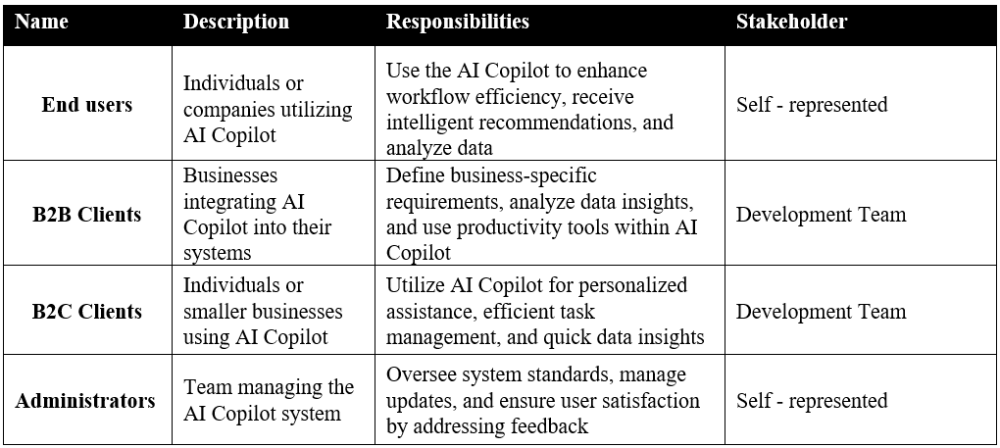 Name Description Responsibilities Stakeholder
End users
Individuals or
companies utilizing
AI Copilot
Use the AI Copilot to enhance
workflow efficiency, receive
intelligent recommendations, and
analyze data
Self - represented
B2B Clients
Businesses
integrating AI
Copilot into their
systems
Define business-specific
requirements, analyze data insights,
and use productivity tools within AI
Copilot
Development Team
B2C Clients
Individuals or
smaller businesses
using AI Copilot
Utilize AI Copilot for personalized
assistance, efficient task
management, and quick data insights
Development Team
Administrators
Team managing the
AI Copilot system
Oversee system standards, manage
updates, and ensure user satisfaction
by addressing feedback
Self - represented